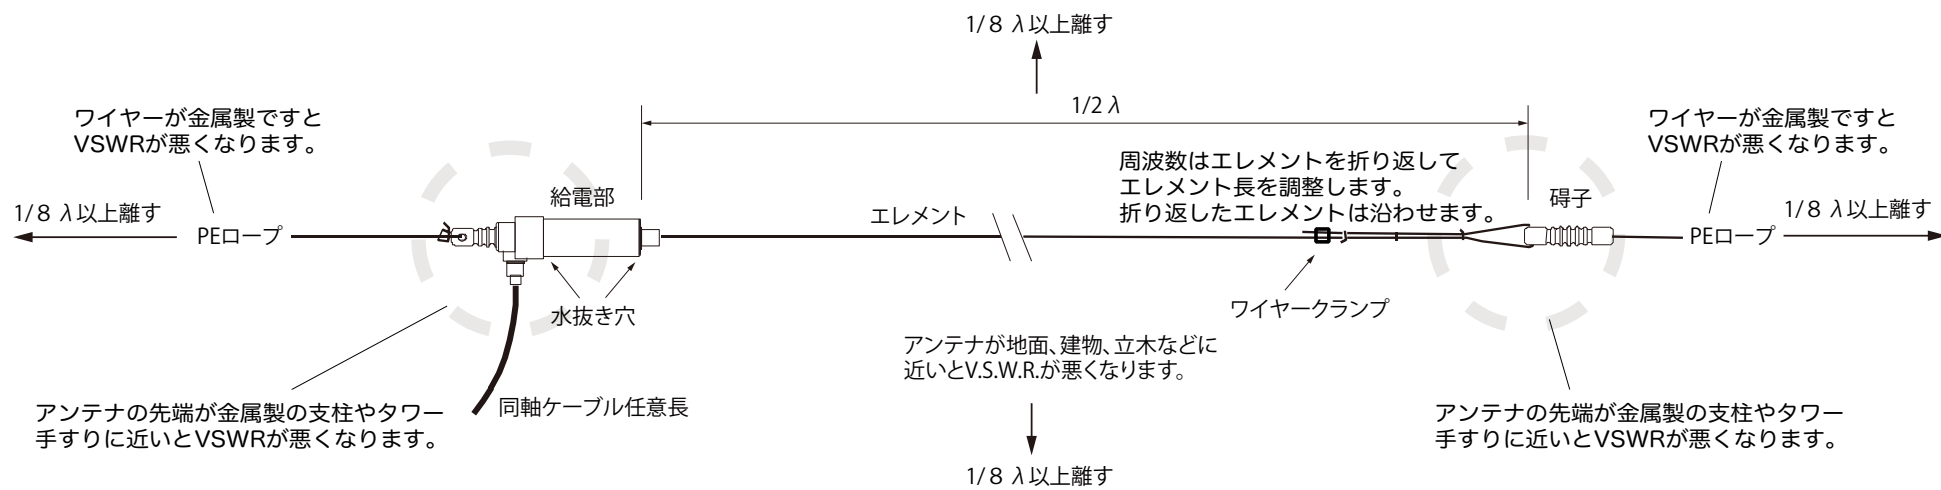 1/８ λ以上離す
1/2 λ
ワイヤーが金属製ですと
VSWRが悪くなります。
ワイヤーが金属製ですと
VSWRが悪くなります。
周波数はエレメントを折り返して
エレメント長を調整します。
折り返したエレメントは沿わせます。
給電部
碍子
1/８ λ以上離す
エレメント
1/８ λ以上離す
PEロープ
PEロープ
水抜き穴
ワイヤークランプ
アンテナが地面、建物、立木などに
近いとV.S.W.R.が悪くなります。
アンテナの先端が金属製の支柱やタワー
手すりに近いとVSWRが悪くなります。
同軸ケーブル任意長
アンテナの先端が金属製の支柱やタワー
手すりに近いとVSWRが悪くなります。
1/８ λ以上離す